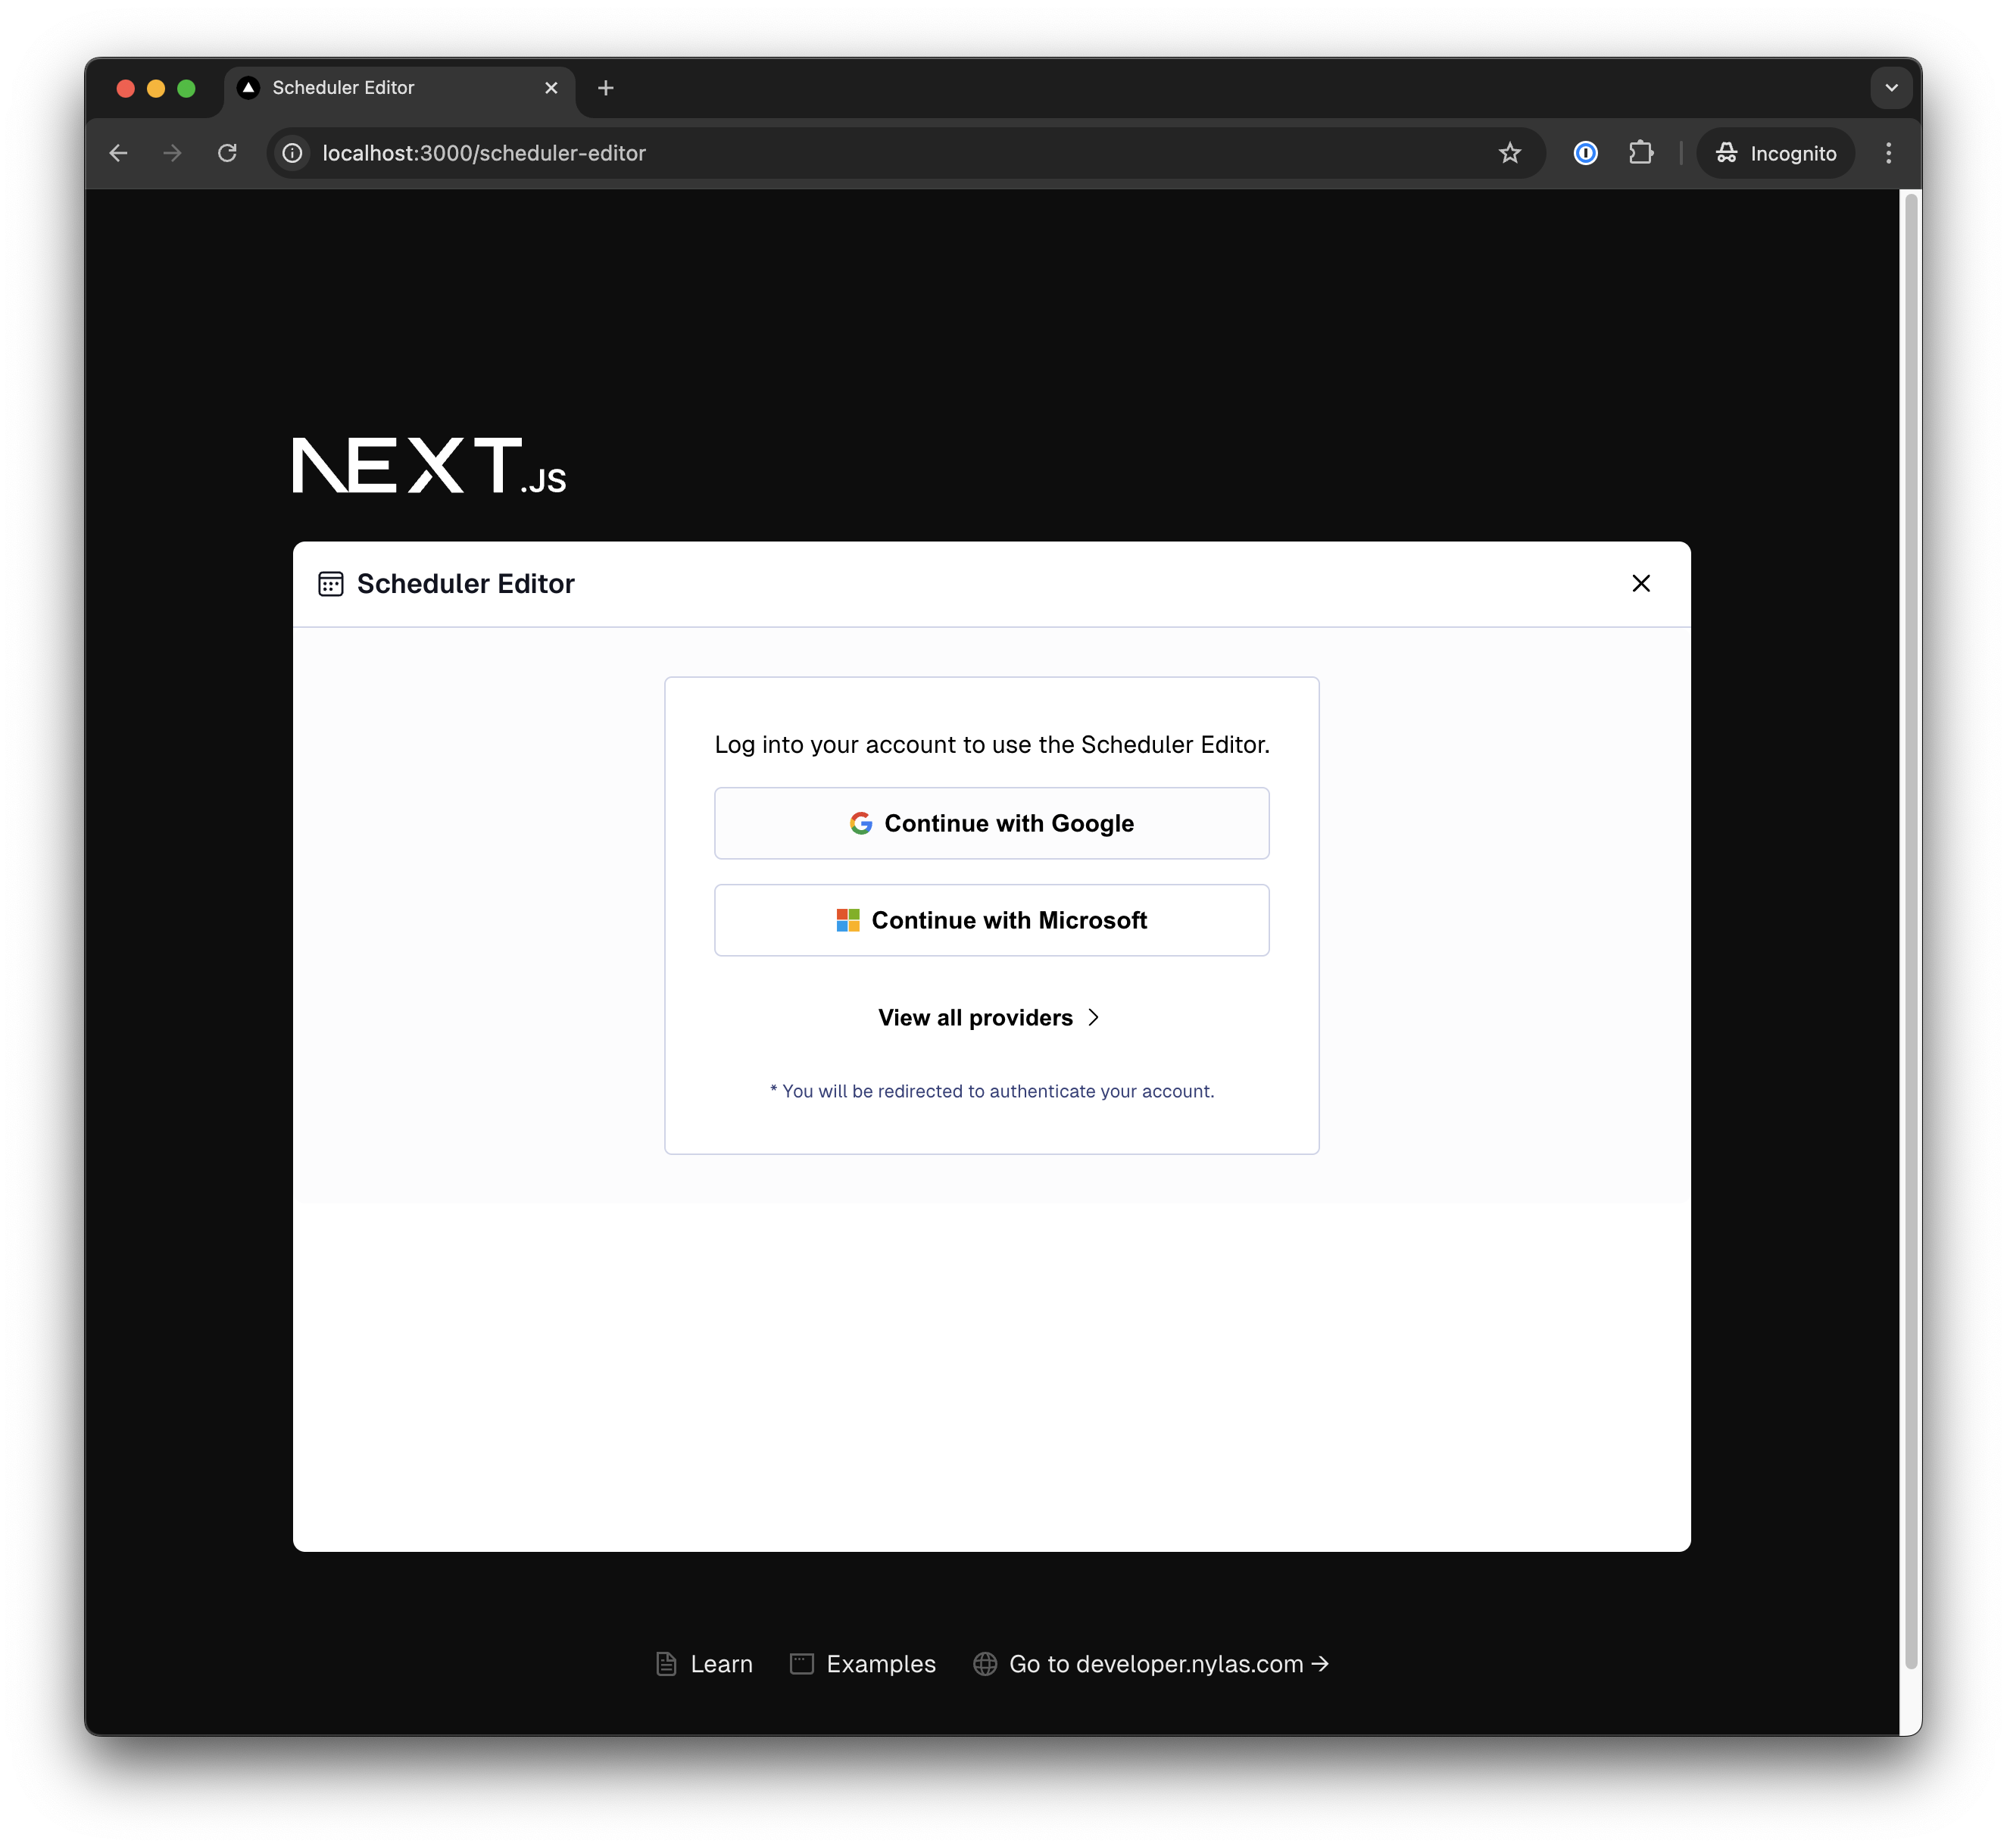 Scheduler Editor
localhost:3000/scheduler-editor
Incognito
NEXT.JS
Scheduler Editor
Log into your account to use the Scheduler Editor.
Continue with Google
Continue with Microsoft
View all providers
* You will be redirected to authenticate your account.
Learn
Examples
Go to developer.nylas.com →